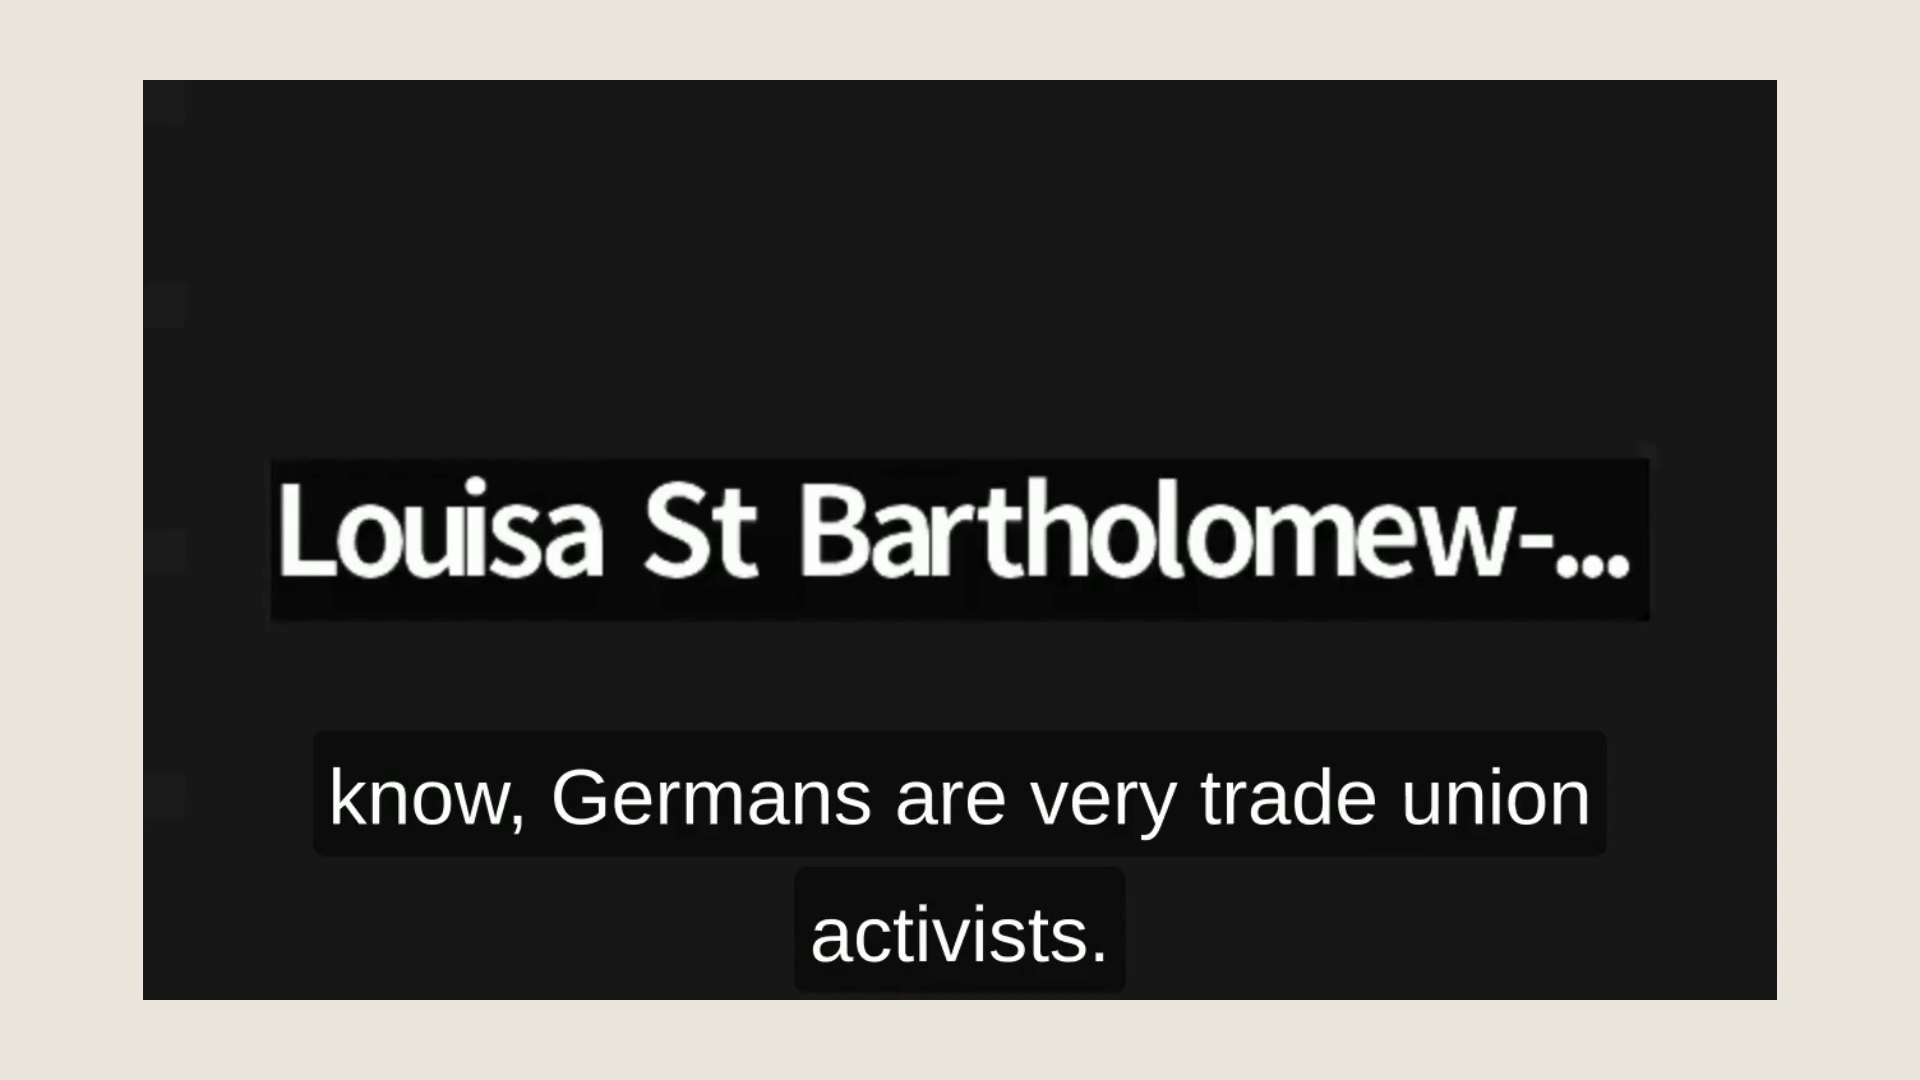 Louisa St Bartholomew-...
know, Germans are very trade union
activists.